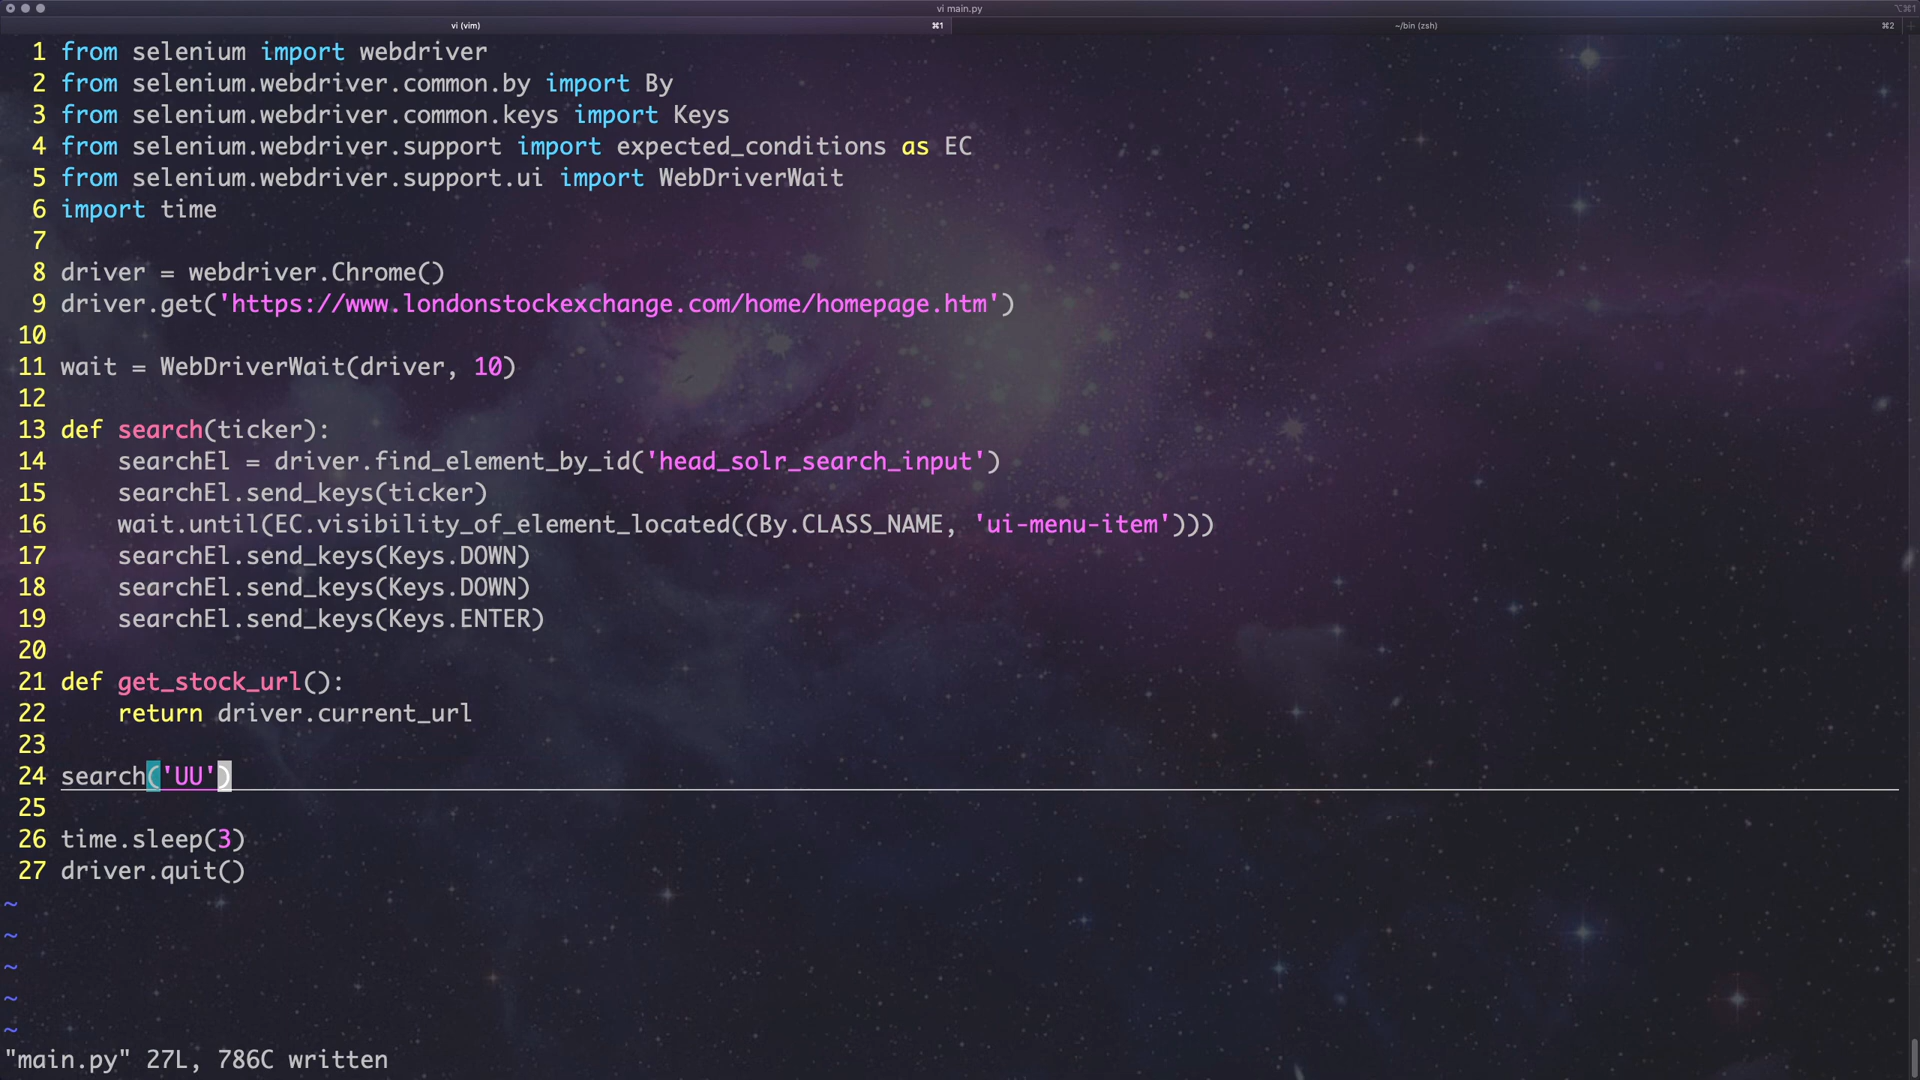 vi main.py
⌥⌘1
vi (vim) ⌘1 ~/bin (zsh) ⌘2
1 from selenium import webdriver
2 from selenium.webdriver.common.by import By
3 from selenium.webdriver.common.keys import Keys
4 from selenium.webdriver.support import expected_conditions as EC
5 from selenium.webdriver.support.ui import WebDriverWait
6 import time
7
8 driver = webdriver.Chrome()
9 driver.get('https://www.londonstockexchange.com/home/homepage.htm')
10
11 wait = WebDriverWait(driver, 10)
12
13 def search(ticker):
14     searchEl = driver.find_element_by_id('head_solr_search_input')
15     searchEl.send_keys(ticker)
16     wait.until(EC.visibility_of_element_located((By.CLASS_NAME, 'ui-menu-item')))
17     searchEl.send_keys(Keys.DOWN)
18     searchEl.send_keys(Keys.DOWN)
19     searchEl.send_keys(Keys.ENTER)
20
21 def get_stock_url():
22     return driver.current_url
23
24 search('UU')
25
26 time.sleep(3)
27 driver.quit()
~
~
~
~
~
"main.py" 27L, 786C written